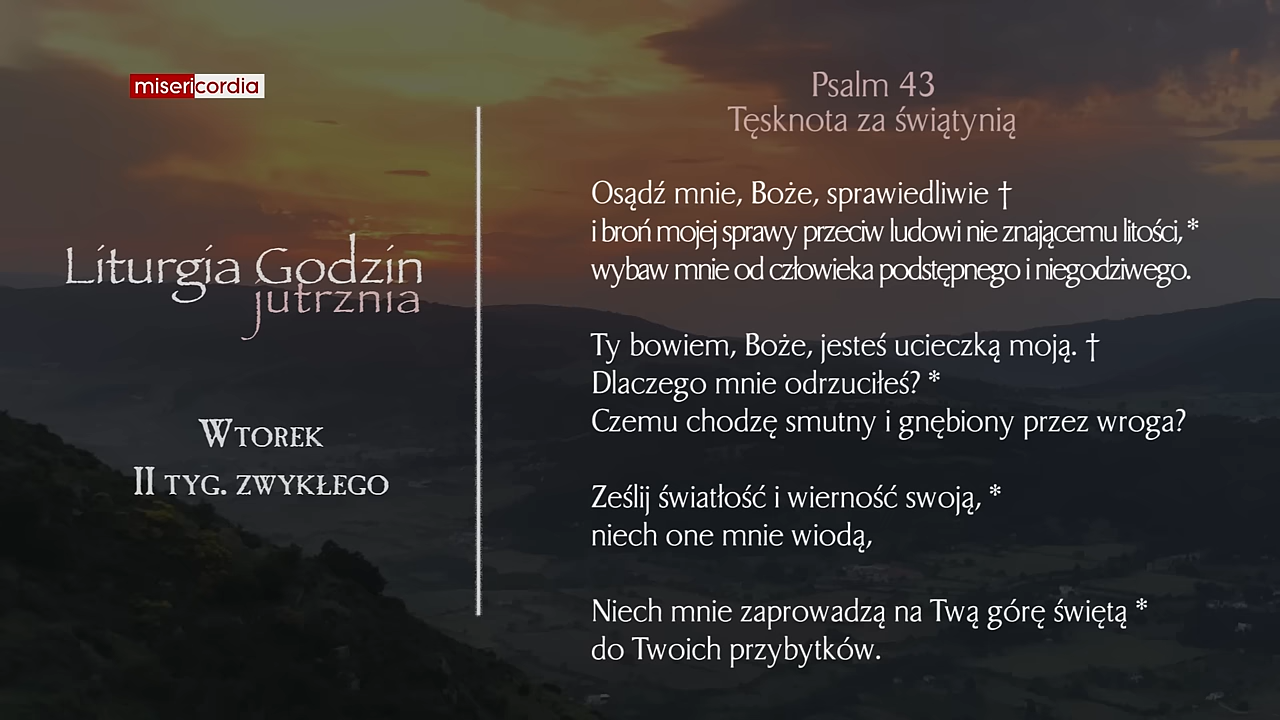 misericordia
Liturgia Godzin
jutrznia
Wtorek
II tyg. zwykłego
Psalm 43
Tęsknota za świątynią
Osądź mnie, Boże, sprawiedliwie †
i broń mojej sprawy przeciw ludowi nie znającemu litości, *
wybaw mnie od człowieka podstępnego i niegodziwego.
Ty bowiem, Boże, jesteś ucieczką moją. †
Dlaczego mnie odrzuciłeś? *
Czemu chodzę smutny i gnębiony przez wroga?
Ześlij światłość i wierność swoją, *
niech one mnie wiodą,
Niech mnie zaprowadzą na Twą górę świętą *
do Twoich przybytków.